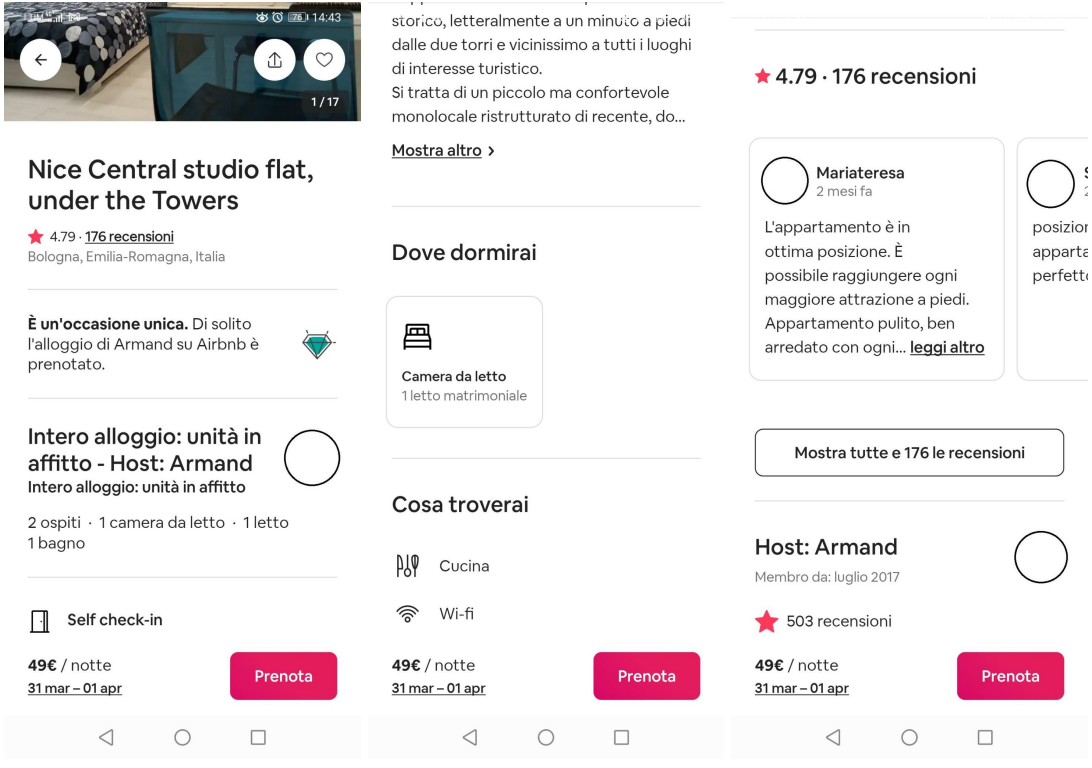 76 14:43
1 / 17
Nice Central studio flat,
under the Towers
4.79 · 176 recensioni
Bologna, Emilia-Romagna, Italia
È un'occasione unica. Di solito
l'alloggio di Armand su Airbnb è
prenotato.
Intero alloggio: unità in
affitto - Host: Armand
Intero alloggio: unità in affitto
2 ospiti · 1 camera da letto · 1 letto
1 bagno
Self check-in
49€ / notte
31 mar – 01 apr
Prenota
storico, letteralmente a un minuto a piedi
dalle due torri e vicinissimo a tutti i luoghi
di interesse turistico.
Si tratta di un piccolo ma confortevole
monolocale ristrutturato di recente, do...
Mostra altro
Dove dormirai
Camera da letto
1 letto matrimoniale
Cosa troverai
Cucina
Wi-fi
49€ / notte
31 mar – 01 apr
Prenota
4.79 · 176 recensioni
Mariateresa
2 mesi fa
L'appartamento è in
ottima posizione. È
possibile raggiungere ogni
maggiore attrazione a piedi.
Appartamento pulito, ben
arredato con ogni... leggi altro
S
2
posizion
apparta
perfetto
Mostra tutte e 176 le recensioni
Host: Armand
Membro da: luglio 2017
503 recensioni
49€ / notte
31 mar – 01 apr
Prenota